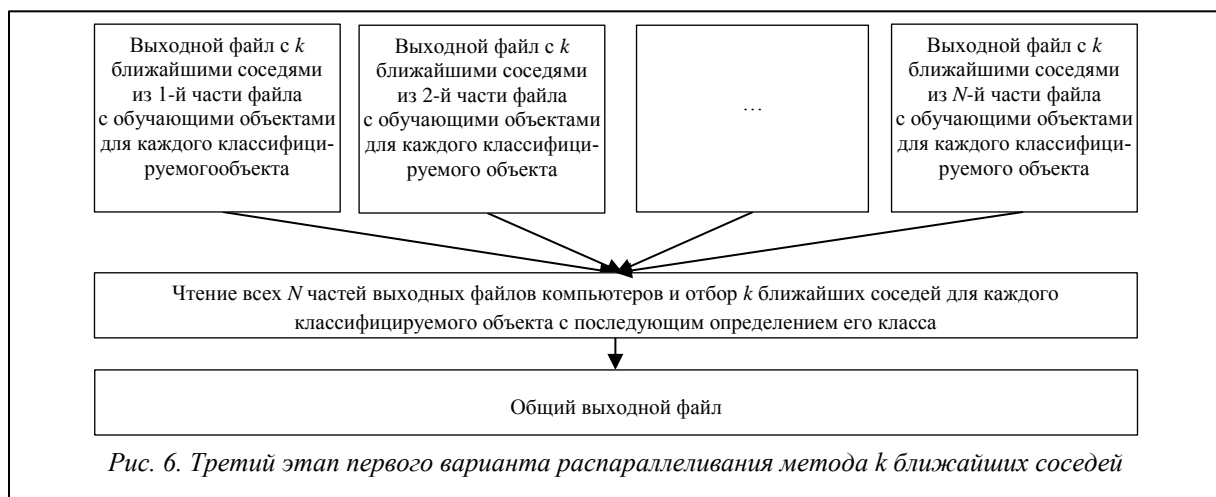 Выходной файл с k
ближайшими соседями
из 1-й части файла
с обучающими объектами
для каждого классифици-
руемогообъекта
Выходной файл с k
ближайшими соседями
из 2-й части файла
с обучающими объектами
для каждого классифици-
руемого объекта
…
Выходной файл с k
ближайшими соседями
из N-й части файла
с обучающими объектами
для каждого классифици-
руемого объекта
Чтение всех N частей выходных файлов компьютеров и отбор k ближайших соседей для каждого
классифицируемого объекта с последующим определением его класса
Общий выходной файл
Рис. 6. Третий этап первого варианта распараллеливания метода k ближайших соседей